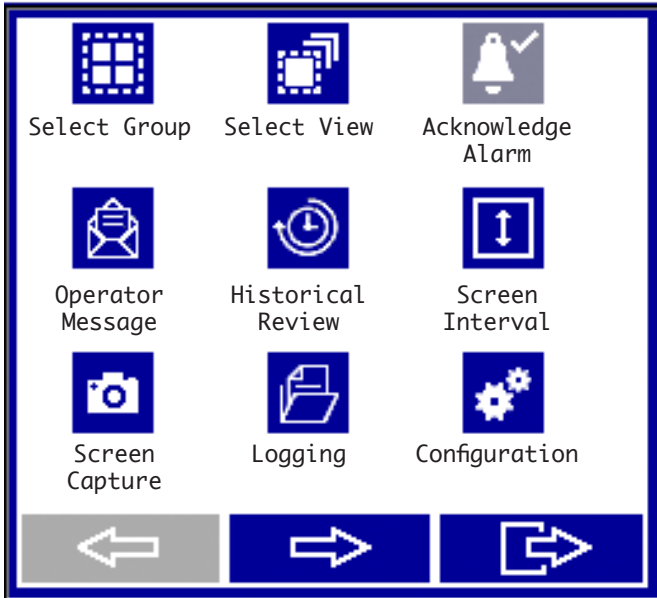 Select Group
Select View
Acknowledge
Alarm
Operator
Message
Historical
Review
Screen
Interval
Screen
Capture
Logging
Configuration